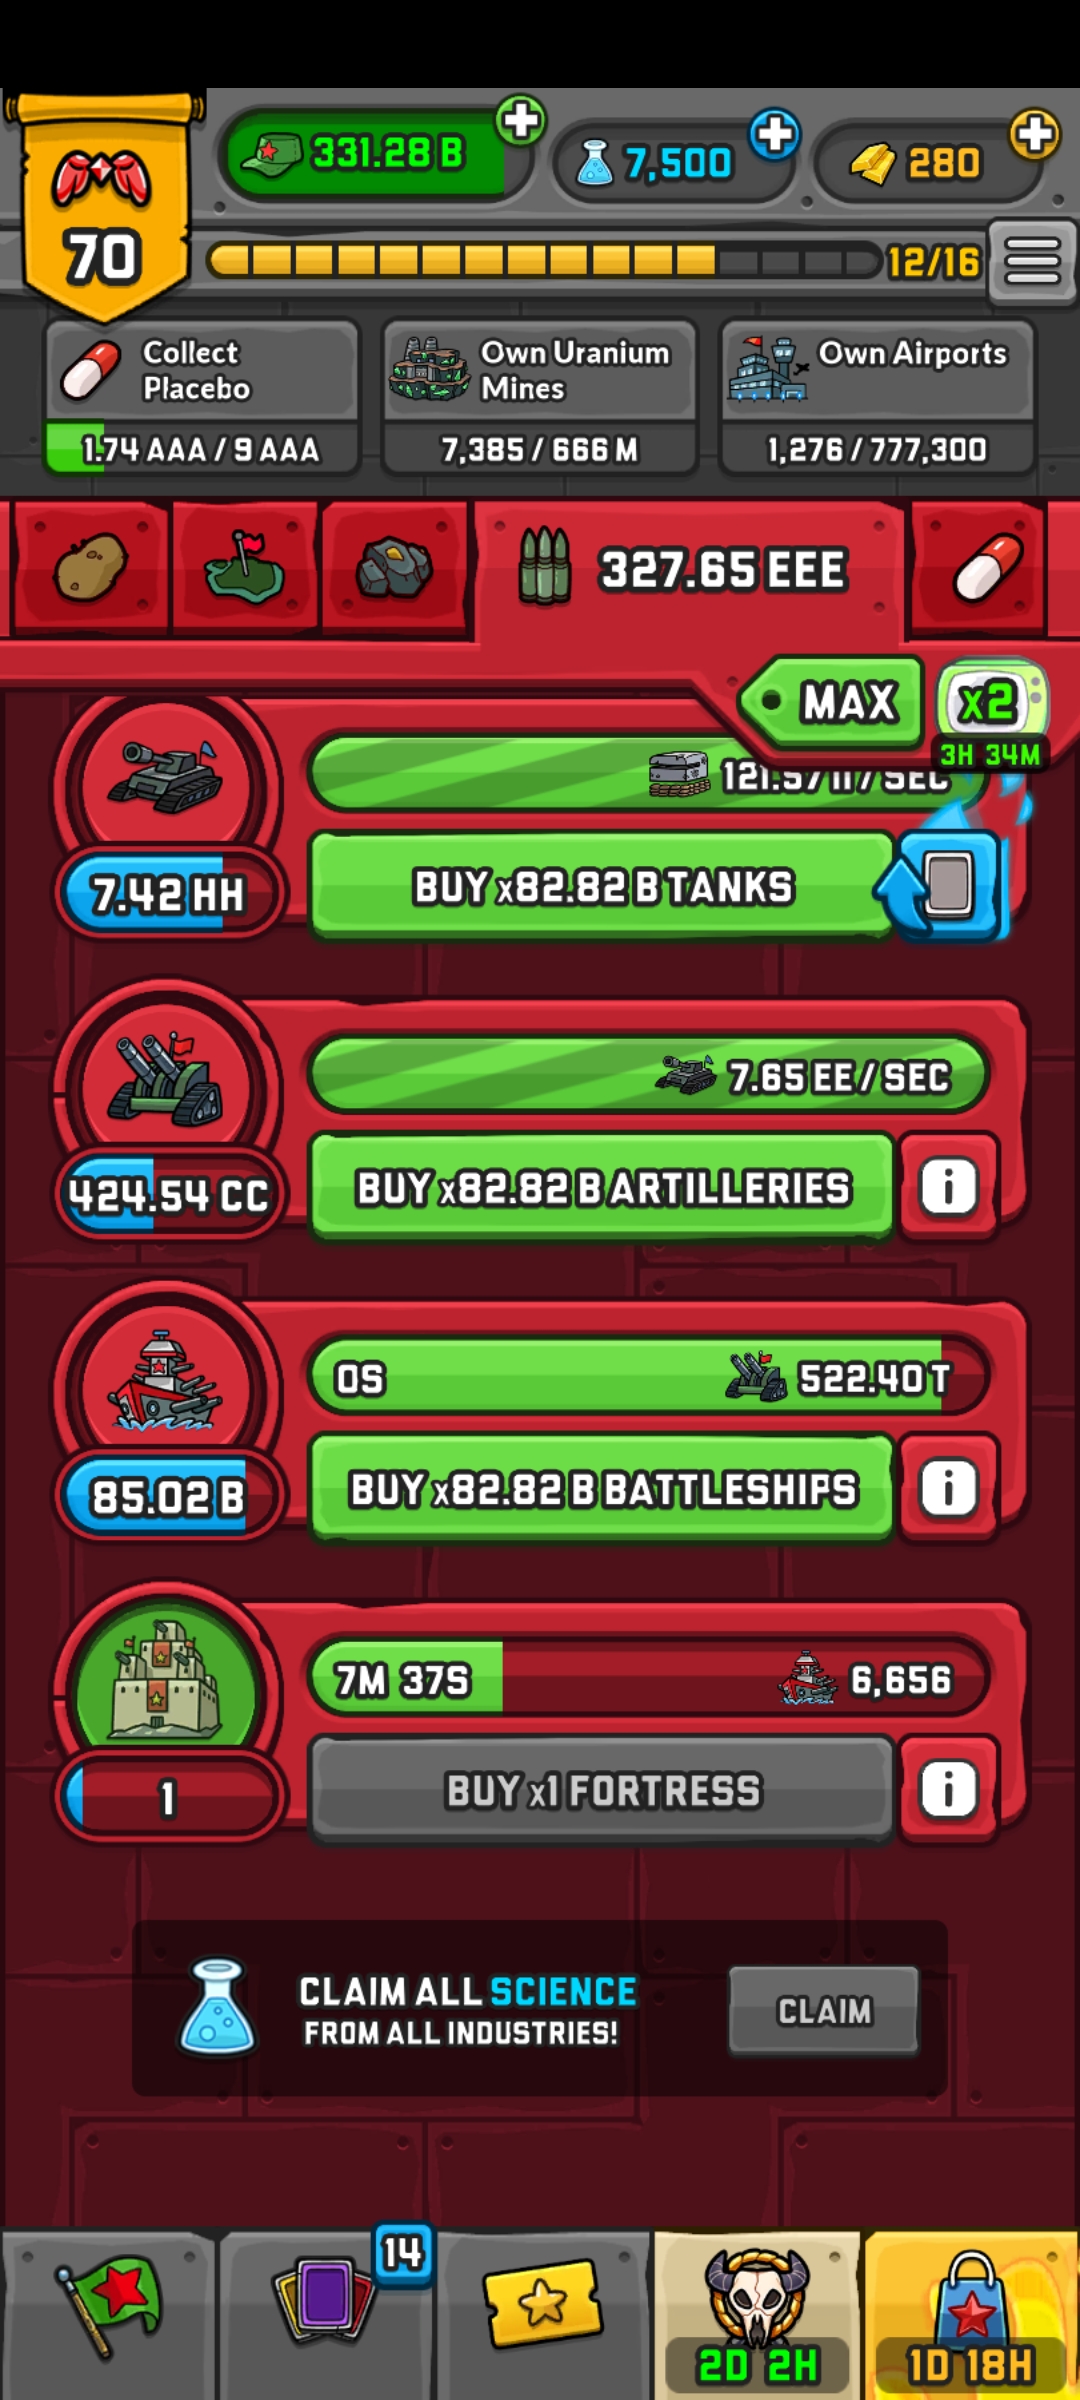 331.28 B
7,500
280
70
12/16
Collect
Placebo
1.74 AAA / 9 AAA
Own Uranium
Mines
7,385 / 666 M
Own Airports
1,276 / 777,300
327.65 EEE
MAX
x2
3H 34M
121.57 II / SEC
7.42 HH
BUY x82.82 B TANKS
7.65 EE / SEC
424.54 CC
BUY x82.82 B ARTILLERIES
i
0S
522.40 T
85.02 B
BUY x82.82 B BATTLESHIPS
i
7M 37S
6,656
1
BUY x1 FORTRESS
i
CLAIM ALL SCIENCE
FROM ALL INDUSTRIES!
CLAIM
14
2D 2H
1D 18H